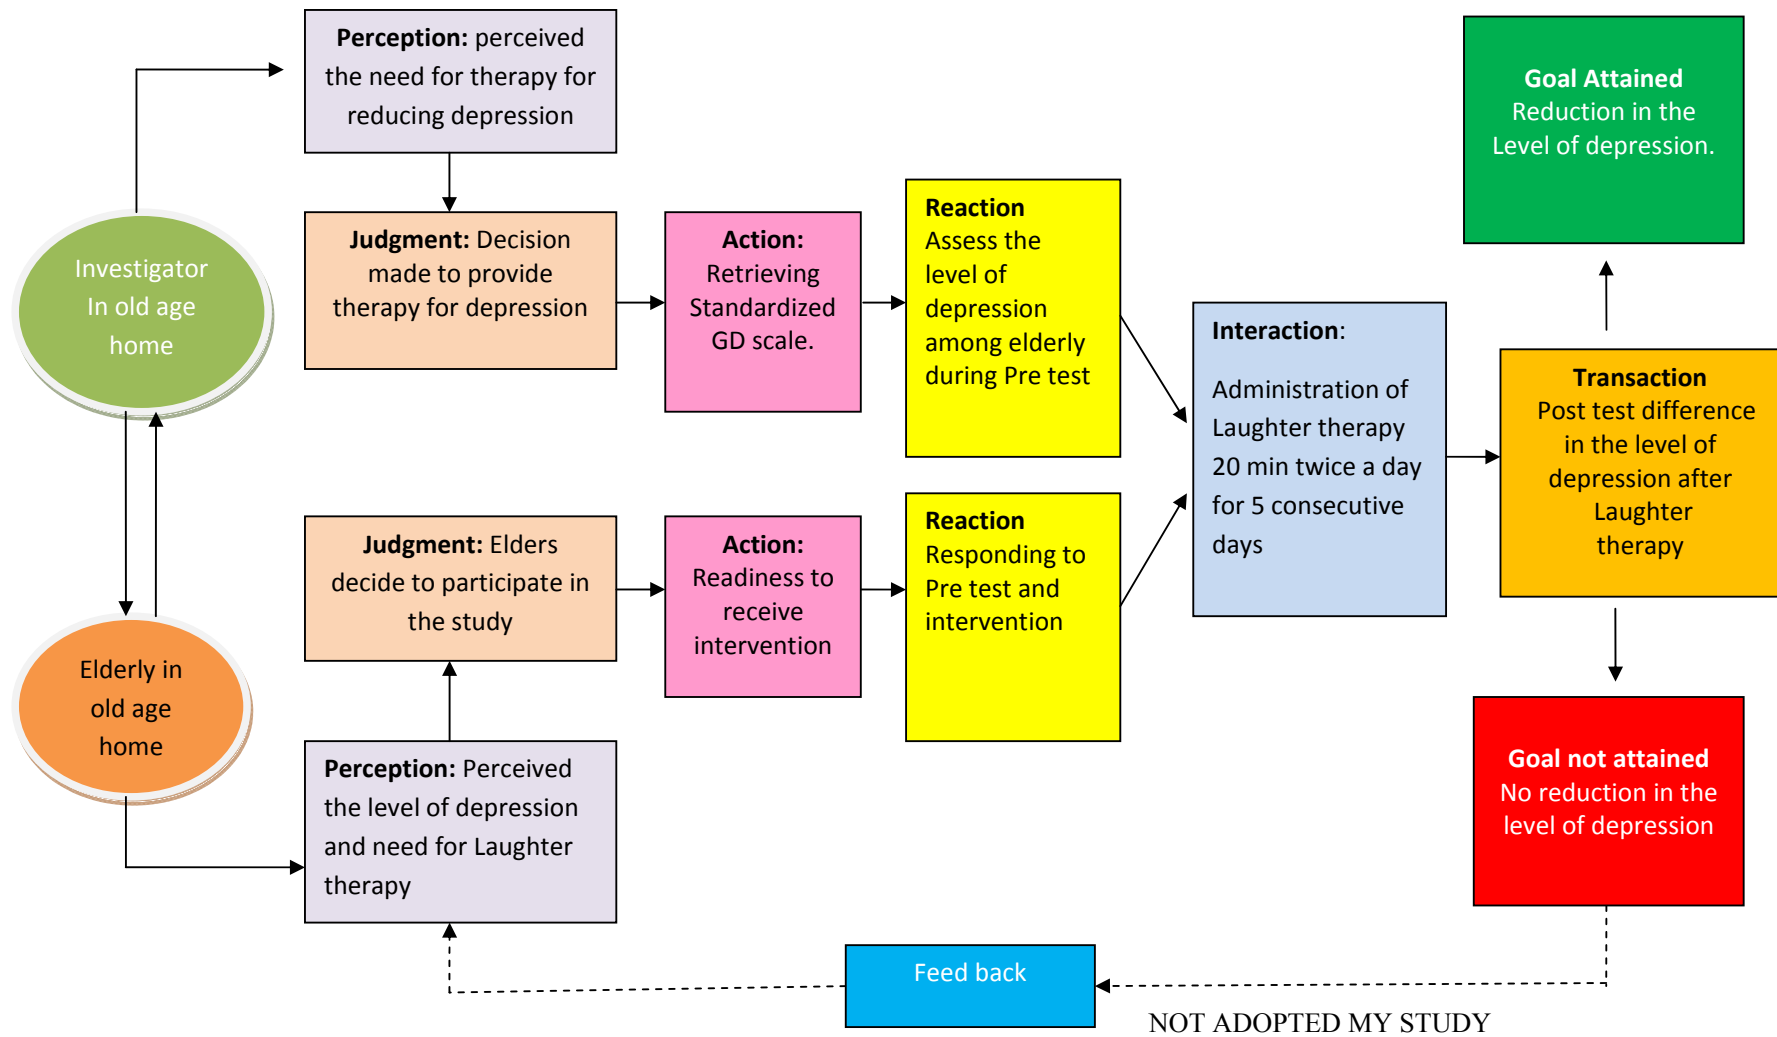 Perception: perceived
the need for therapy for
reducing depression
Goal Attained
Reduction in the
Level of depression.
Investigator
In old age
home
Judgment: Decision
made to provide
therapy for depression
Action:
Retrieving
Standardized
GD scale.
Reaction
Assess the
level of
depression
among elderly
during Pre test
Interaction:
Administration of
Laughter therapy
20 min twice a day
for 5 consecutive
days
Transaction
Post test difference
in the level of
depression after
Laughter
therapy
Judgment: Elders
decide to participate in
the study
Action:
Readiness to
receive
intervention
Reaction
Responding to
Pre test and
intervention
Elderly in
old age
home
Perception: Perceived
the level of depression
and need for Laughter
therapy
Goal not attained
No reduction in the
level of depression
Feed back
NOT ADOPTED MY STUDY